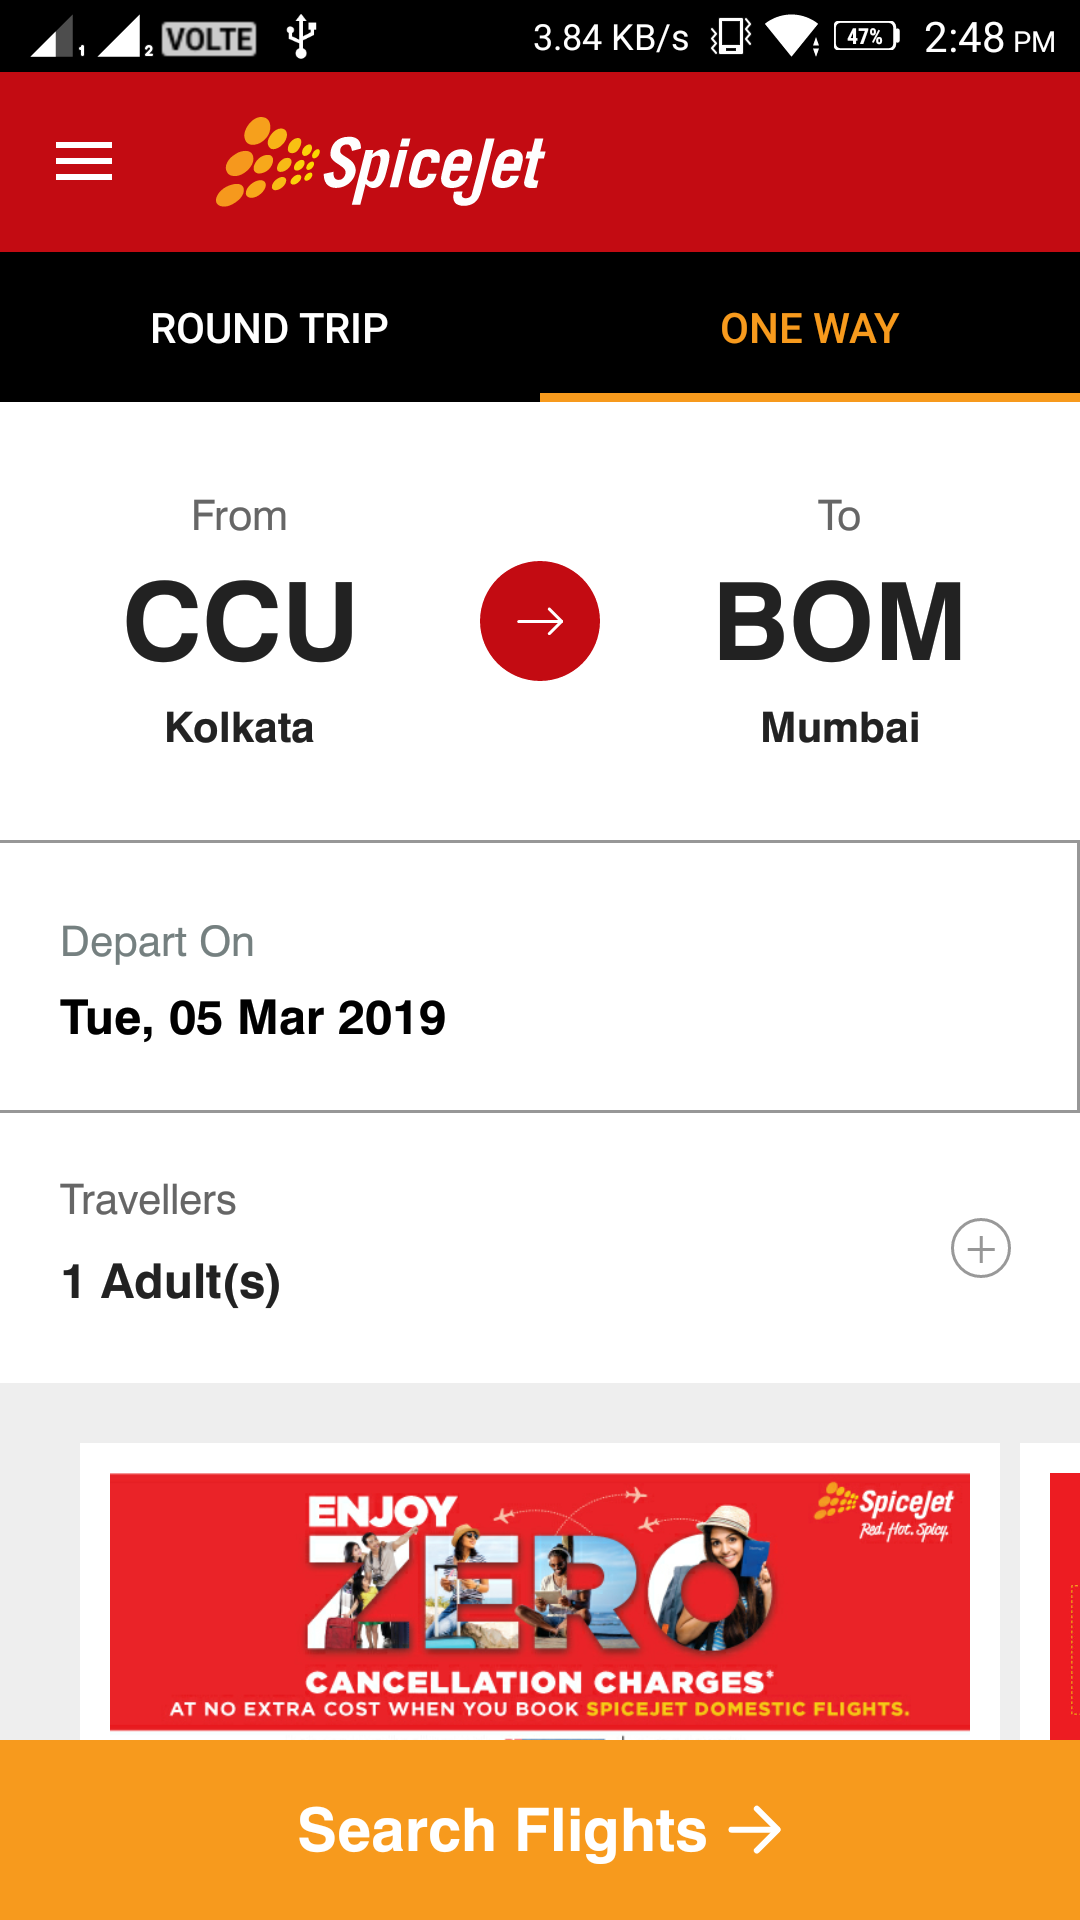 1 2 VOLTE 3.84 KB/s 47% 2:48 PM
SpiceJet
ROUND TRIP ONE WAY
From To
CCU BOM
Kolkata Mumbai
Depart On
Tue, 05 Mar 2019
Travellers
1 Adult(s)
SpiceJet
Red. Hot. Spicy.
ENJOY
ZERO
CANCELLATION CHARGES*
AT NO EXTRA COST WHEN YOU BOOK SPICEJET DOMESTIC FLIGHTS.
Search Flights